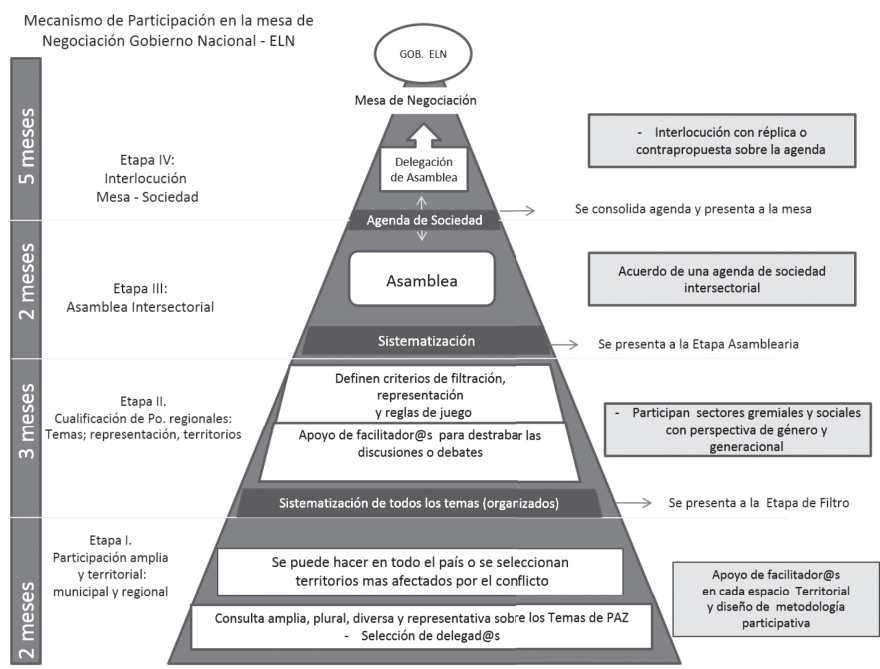 Mecanismo de Participación en la mesa de
Negociación Gobierno Nacional - ELN
GOB. ELN
Mesa de Negociación
5 meses
Etapa IV:
Interlocución
Mesa - Sociedad
Delegación
de Asamblea
- Interlocución con réplica o
contrapropuesta sobre la agenda
Agenda de Sociedad
Se consolida agenda y presenta a la mesa
2 meses
Etapa III:
Asamblea Intersectorial
Asamblea
Acuerdo de una agenda de sociedad
intersectorial
Sistematización
Se presenta a la Etapa Asamblearia
3 meses
Etapa II.
Cualificación de Po. regionales:
Temas; representación, territorios
Definen criterios de filtración,
representación
y reglas de juego
Apoyo de facilitador@s para destrabar las
discusiones o debates
- Participan sectores gremiales y sociales
con perspectiva de género y
generacional
Sistematización de todos los temas (organizados)
Se presenta a la Etapa de Filtro
2 meses
Etapa I.
Participación amplia
y territorial:
municipal y regional
Se puede hacer en todo el país o se seleccionan
territorios mas afectados por el conflicto
Consulta amplia, plural, diversa y representativa sobre los Temas de PAZ
- Selección de delegad@s
Apoyo de facilitador@s
en cada espacio Territorial
y diseño de metodología
participativa